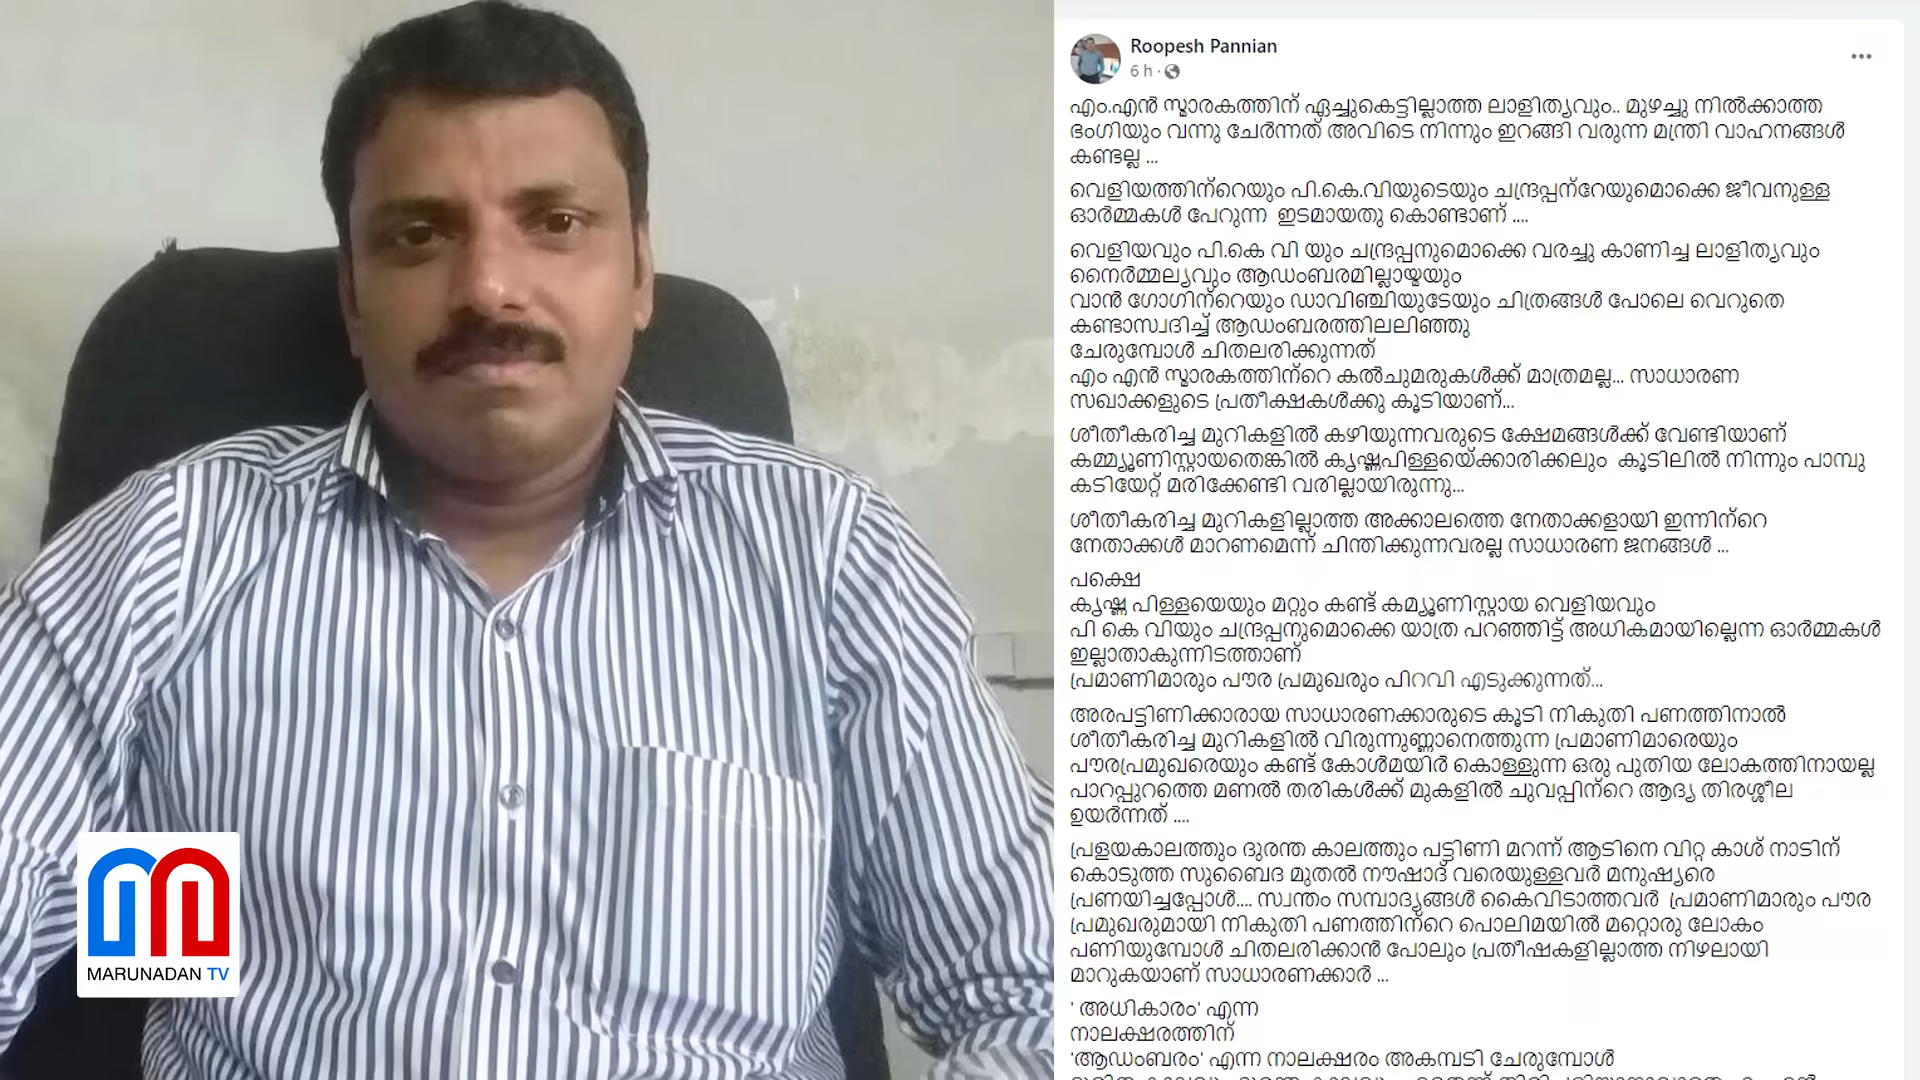 Roopesh Pannian
6 h ·
എം.എൻ സ്മാരകത്തിന് ഏച്ചുകെട്ടില്ലാത്ത ലാളിത്യവും.. മുഴച്ചു നിൽക്കാത്ത
ഭംഗിയും വന്നു ചേർന്നത് അവിടെ നിന്നും ഇറങ്ങി വരുന്ന മന്ത്രി വാഹനങ്ങൾ
കണ്ടല്ല ...
വെളിയത്തിന്റെയും പി.കെ.വിയുടെയും ചന്ദ്രപ്പന്റേയുമൊക്കെ ജീവനുള്ള
ഓർമ്മകൾ പേറുന്ന ഇടമായതു കൊണ്ടാണ് ....
വെളിയവും പി.കെ വി യും ചന്ദ്രപ്പനുമൊക്കെ വരച്ചു കാണിച്ച ലാളിത്യവും
നൈർമ്മല്യവും ആഡംബരമില്ലായ്മയും
വാൻ ഗോഗിന്റെയും ഡാവിഞ്ചിയുടേയും ചിത്രങ്ങൾ പോലെ വെറുതെ
കണ്ടാസ്വദിച്ച് ആഡംബരത്തിലലിഞ്ഞു
ചേരുമ്പോൾ ചിതലരിക്കുന്നത്
എം എൻ സ്മാരകത്തിന്റെ കൽചുമരുകൾക്ക് മാത്രമല്ല... സാധാരണ
സഖാക്കളുടെ പ്രതീക്ഷകൾക്കു കൂടിയാണ്...
ശീതീകരിച്ച മുറികളിൽ കഴിയുന്നവരുടെ ക്ഷേമങ്ങൾക്ക് വേണ്ടിയാണ്
കമ്മ്യൂണിസ്റ്റായതെങ്കിൽ കൃഷ്ണപിള്ളയ്ക്കൊരിക്കലും കൂടിലിൽ നിന്നും പാമ്പു
കടിയേറ്റ് മരിക്കേണ്ടി വരില്ലായിരുന്നു...
ശീതീകരിച്ച മുറികളില്ലാത്ത അക്കാലത്തെ നേതാക്കളായി ഇന്നിന്റെ
നേതാക്കൾ മാറണമെന്ന് ചിന്തിക്കുന്നവരല്ല സാധാരണ ജനങ്ങൾ ...
പക്ഷെ
കൃഷ്ണ പിള്ളയെയും മറ്റും കണ്ട് കമ്യൂണിസ്റ്റായ വെളിയവും
പി കെ വിയും ചന്ദ്രപ്പനുമൊക്കെ യാത്ര പറഞ്ഞിട്ട് അധികമായില്ലെന്ന ഓർമ്മകൾ
ഇല്ലാതാകുന്നിടത്താണ്
പ്രമാണിമാരും പൗര പ്രമുഖരും പിറവി എടുക്കുന്നത്...
അരപട്ടിണിക്കാരായ സാധാരണക്കാരുടെ കൂടി നികുതി പണത്തിനാൽ
ശീതീകരിച്ച മുറികളിൽ വിരുന്നുണ്ണാനെത്തുന്ന പ്രമാണിമാരെയും
പൗരപ്രമുഖരെയും കണ്ട് കോൾമയിർ കൊള്ളുന്ന ഒരു പുതിയ ലോകത്തിനായല്ല
പാറപ്പുറത്തെ മണൽ തരികൾക്ക് മുകളിൽ ചുവപ്പിന്റെ ആദ്യ തിരശ്ശീല
ഉയർന്നത് ....
പ്രളയകാലത്തും ദുരന്ത കാലത്തും പട്ടിണി മറന്ന് ആടിനെ വിറ്റ കാശ് നാടിന്
കൊടുത്ത സുബൈദ മുതൽ നൗഷാദ് വരെയുള്ളവർ മനുഷ്യരെ
പ്രണയിച്ചപ്പോൾ.... സ്വന്തം സമ്പാദ്യങ്ങൾ കൈവിടാത്തവർ പ്രമാണിമാരും പൗര
പ്രമുഖരുമായി നികുതി പണത്തിന്റെ പൊലിമയിൽ മറ്റൊരു ലോകം
പണിയുമ്പോൾ ചിതലരിക്കാൻ പോലും പ്രതീഷകളില്ലാത്ത നിഴലായി
മാറുകയാണ് സാധാരണക്കാർ ...
' അധികാരം' എന്ന
നാലക്ഷരത്തിന്
'ആഡംബരം' എന്ന നാലക്ഷരം അകമ്പടി ചേരുമ്പോൾ
MARUNADAN TV